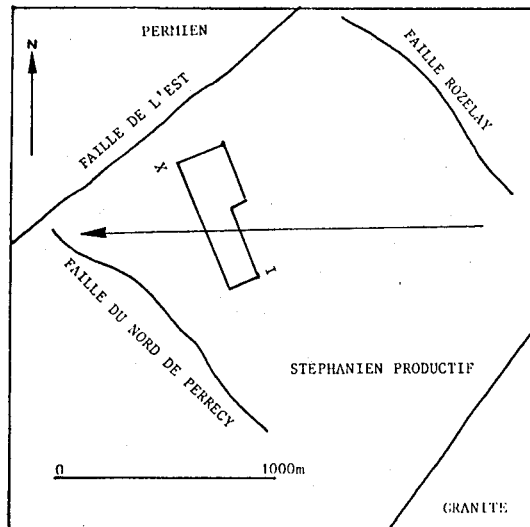 PERMIEN
N
FAILLE DE L'EST
FAILLE ROZELAY
X
I
FAILLE DU NORD DE PERRECY
STEPHANIEN PRODUCTIF
0 1000m
GRANITE